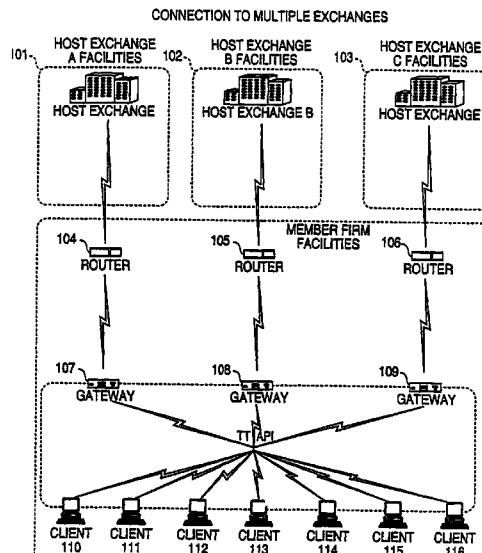 CONNECTION TO MULTIPLE EXCHANGES
101
HOST EXCHANGE
A FACILITIES
HOST EXCHANGE
102
HOST EXCHANGE
B FACILITIES
HOST EXCHANGE B
103
HOST EXCHANGE
C FACILITIES
HOST EXCHANGE
MEMBER FIRM
FACILITIES
104
ROUTER
105
ROUTER
106
ROUTER
107
GATEWAY
108
GATEWAY
109
GATEWAY
TT API
CLIENT
110
CLIENT
111
CLIENT
112
CLIENT
113
CLIENT
114
CLIENT
115
CLIENT
116